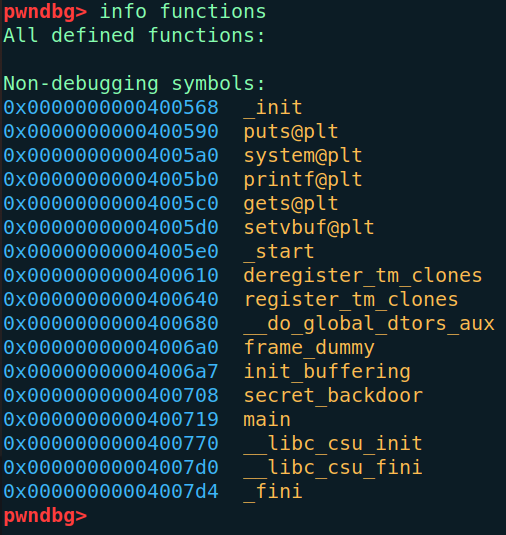 pwndbg> info functions
All defined functions:
Non-debugging symbols:
0x0000000000400568  _init
0x0000000000400590  puts@plt
0x00000000004005a0  system@plt
0x00000000004005b0  printf@plt
0x00000000004005c0  gets@plt
0x00000000004005d0  setvbuf@plt
0x00000000004005e0  _start
0x0000000000400610  deregister_tm_clones
0x0000000000400640  register_tm_clones
0x0000000000400680  __do_global_dtors_aux
0x00000000004006a0  frame_dummy
0x00000000004006a7  init_buffering
0x0000000000400708  secret_backdoor
0x0000000000400719  main
0x0000000000400770  __libc_csu_init
0x00000000004007d0  __libc_csu_fini
0x00000000004007d4  _fini
pwndbg>